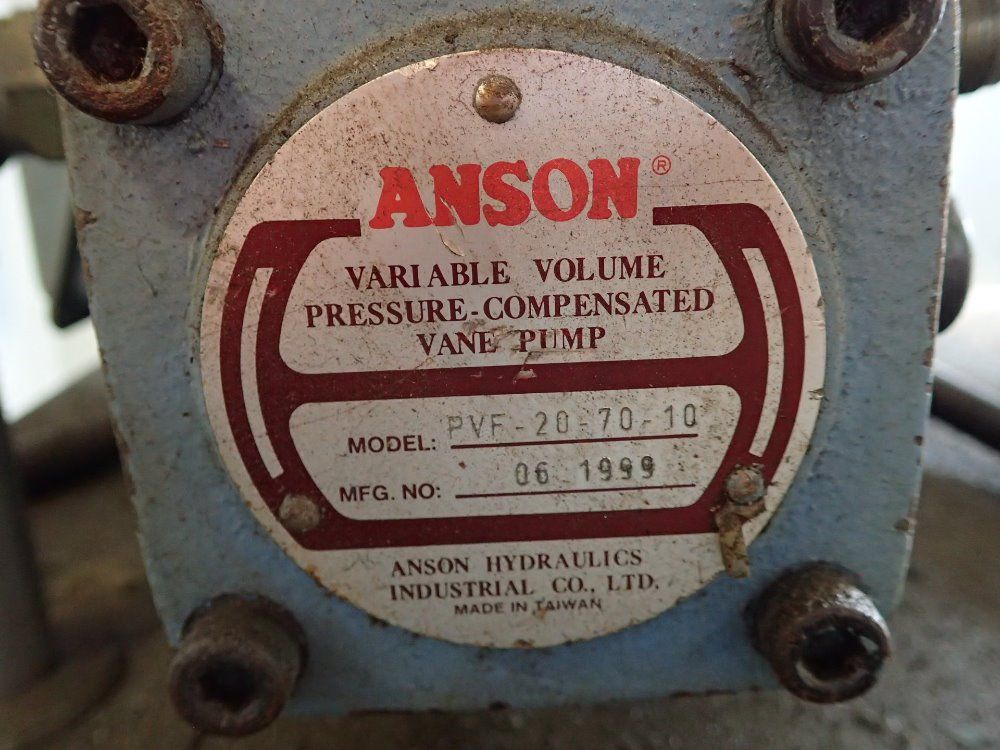 ANSON®
VARIABLE VOLUME
PRESSURE-COMPENSATED
VANE PUMP
MODEL: PVF-20-70-10
MFG. NO: 06 1999
ANSON HYDRAULICS
INDUSTRIAL CO., LTD.
MADE IN TAIWAN